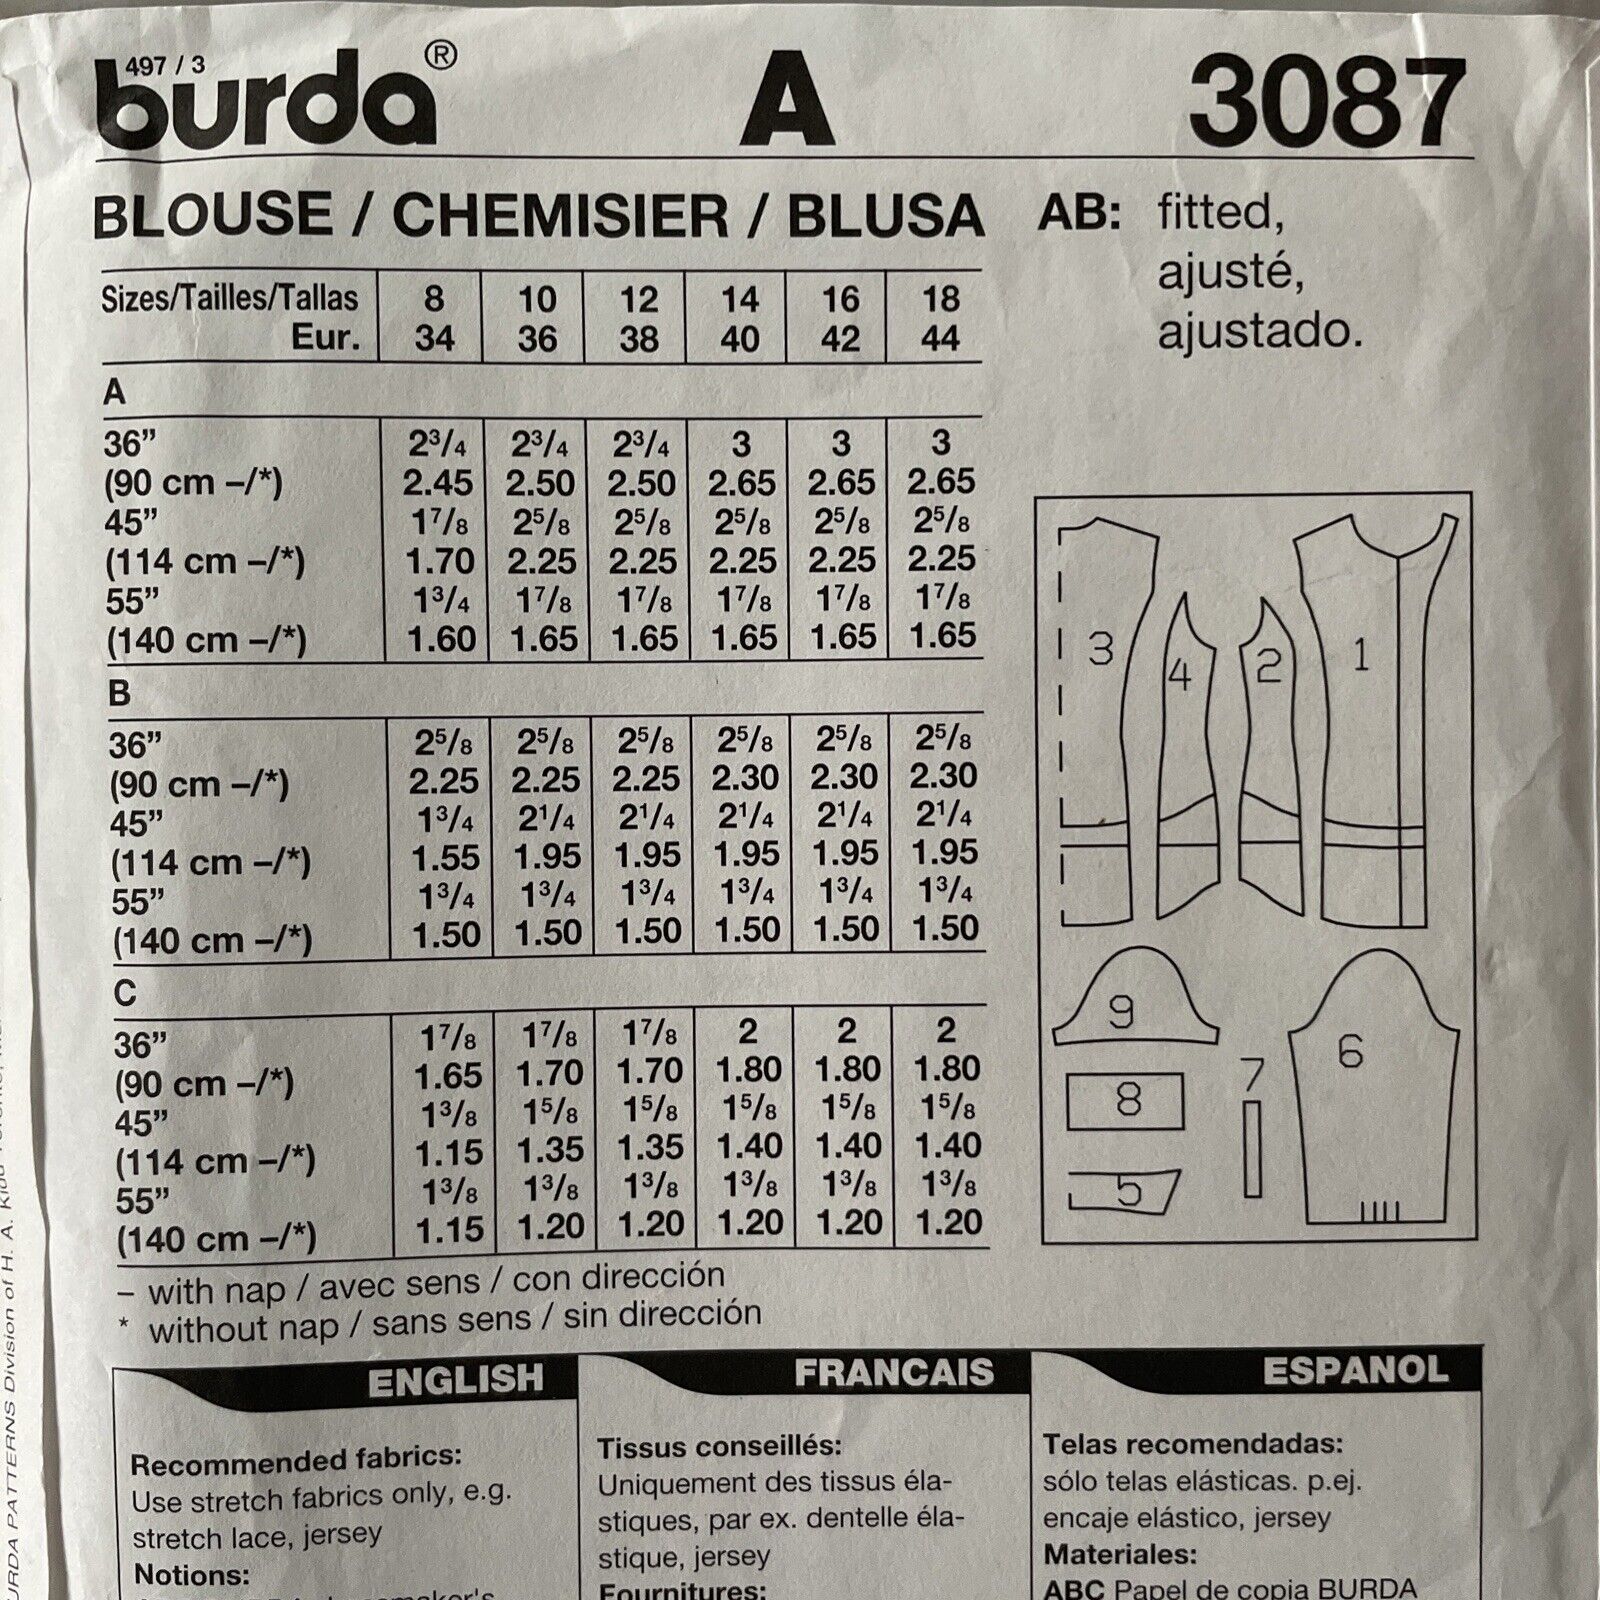 497 / 3
burda® A 3087
BLOUSE / CHEMISIER / BLUSA AB: fitted,
ajusté,
ajustado.
Sizes/Tailles/Tallas 8 10 12 14 16 18
Eur. 34 36 38 40 42 44
A
36” 2³/₄ 2³/₄ 2³/₄ 3 3 3
(90 cm –/*) 2.45 2.50 2.50 2.65 2.65 2.65
45” 1⁷/₈ 2⁵/₈ 2⁵/₈ 2⁵/₈ 2⁵/₈ 2⁵/₈
(114 cm –/*) 1.70 2.25 2.25 2.25 2.25 2.25
55” 1³/₄ 1⁷/₈ 1⁷/₈ 1⁷/₈ 1⁷/₈ 1⁷/₈
(140 cm –/*) 1.60 1.65 1.65 1.65 1.65 1.65
B
36” 2⁵/₈ 2⁵/₈ 2⁵/₈ 2⁵/₈ 2⁵/₈ 2⁵/₈
(90 cm –/*) 2.25 2.25 2.25 2.30 2.30 2.30
45” 1³/₄ 2¹/₄ 2¹/₄ 2¹/₄ 2¹/₄ 2¹/₄
(114 cm –/*) 1.55 1.95 1.95 1.95 1.95 1.95
55” 1³/₄ 1³/₄ 1³/₄ 1³/₄ 1³/₄ 1³/₄
(140 cm –/*) 1.50 1.50 1.50 1.50 1.50 1.50
C
36” 1⁷/₈ 1⁷/₈ 1⁷/₈ 2 2 2
(90 cm –/*) 1.65 1.70 1.70 1.80 1.80 1.80
45” 1³/₈ 1⁵/₈ 1⁵/₈ 1⁵/₈ 1⁵/₈ 1⁵/₈
(114 cm –/*) 1.15 1.35 1.35 1.40 1.40 1.40
55” 1³/₈ 1³/₈ 1³/₈ 1³/₈ 1³/₈ 1³/₈
(140 cm –/*) 1.15 1.20 1.20 1.20 1.20 1.20
– with nap / avec sens / con dirección
* without nap / sans sens / sin dirección
3 4 2 1
9 6
7
8
5
ENGLISH
Recommended fabrics:
Use stretch fabrics only, e.g.
stretch lace, jersey
Notions:
FRANCAIS
Tissus conseillés:
Uniquement des tissus éla-
stiques, par ex. dentelle éla-
stique, jersey
Fournitures:
ESPANOL
Telas recomendadas:
sólo telas elásticas. p.ej.
encaje elástico, jersey
Materiales:
ABC Papel de copia BURDA
URDA PATTERNS Division of H. A.